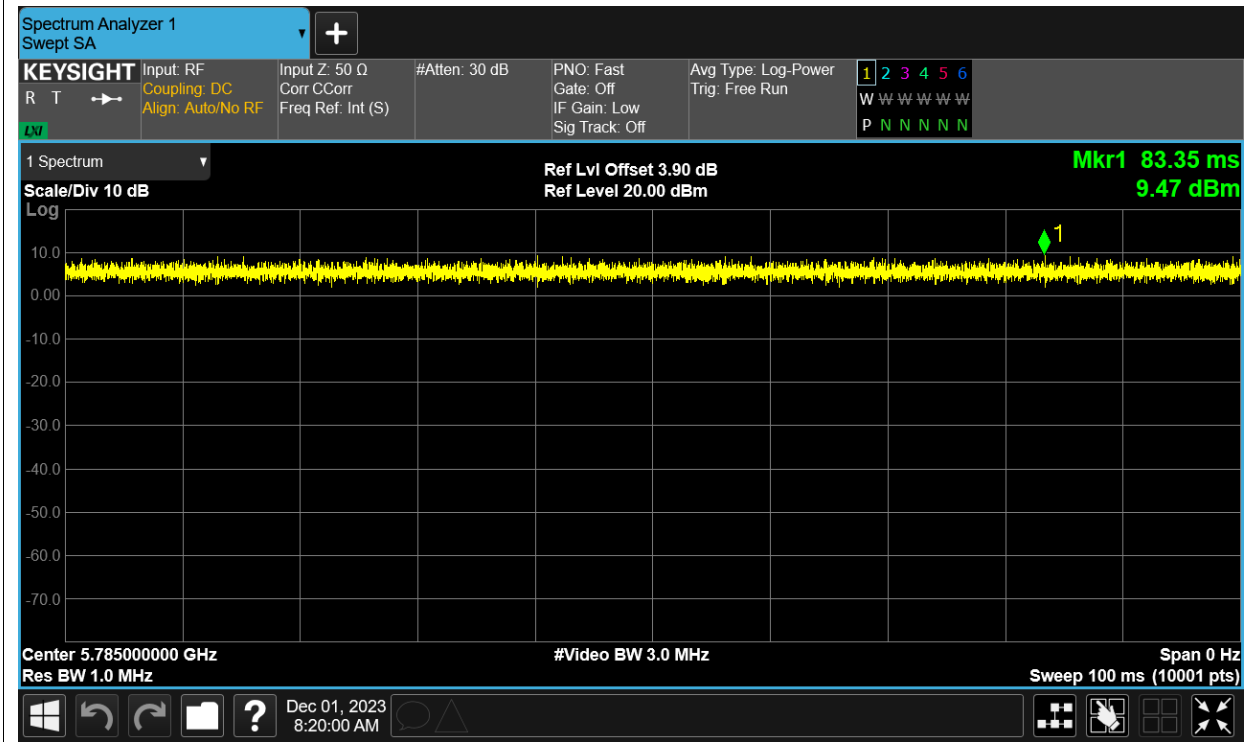 Spectrum Analyzer 1
Swept SA
KEYSIGHT
R T
LXI
Input: RF
Coupling: DC
Align: Auto/No RF
Input Z: 50 Ω
Corr CCorr
Freq Ref: Int (S)
#Atten: 30 dB
PNO: Fast
Gate: Off
IF Gain: Low
Sig Track: Off
Avg Type: Log-Power
Trig: Free Run
1 2 3 4 5 6
W W W W W W
P N N N N N
1 Spectrum
Scale/Div 10 dB
Log
Ref Lvl Offset 3.90 dB
Ref Level 20.00 dBm
Mkr1 83.35 ms
9.47 dBm
1
10.0
0.00
-10.0
-20.0
-30.0
-40.0
-50.0
-60.0
-70.0
Center 5.785000000 GHz
#Video BW 3.0 MHz
Span 0 Hz
Res BW 1.0 MHz
Sweep 100 ms (10001 pts)
?
Dec 01, 2023
8:20:00 AM